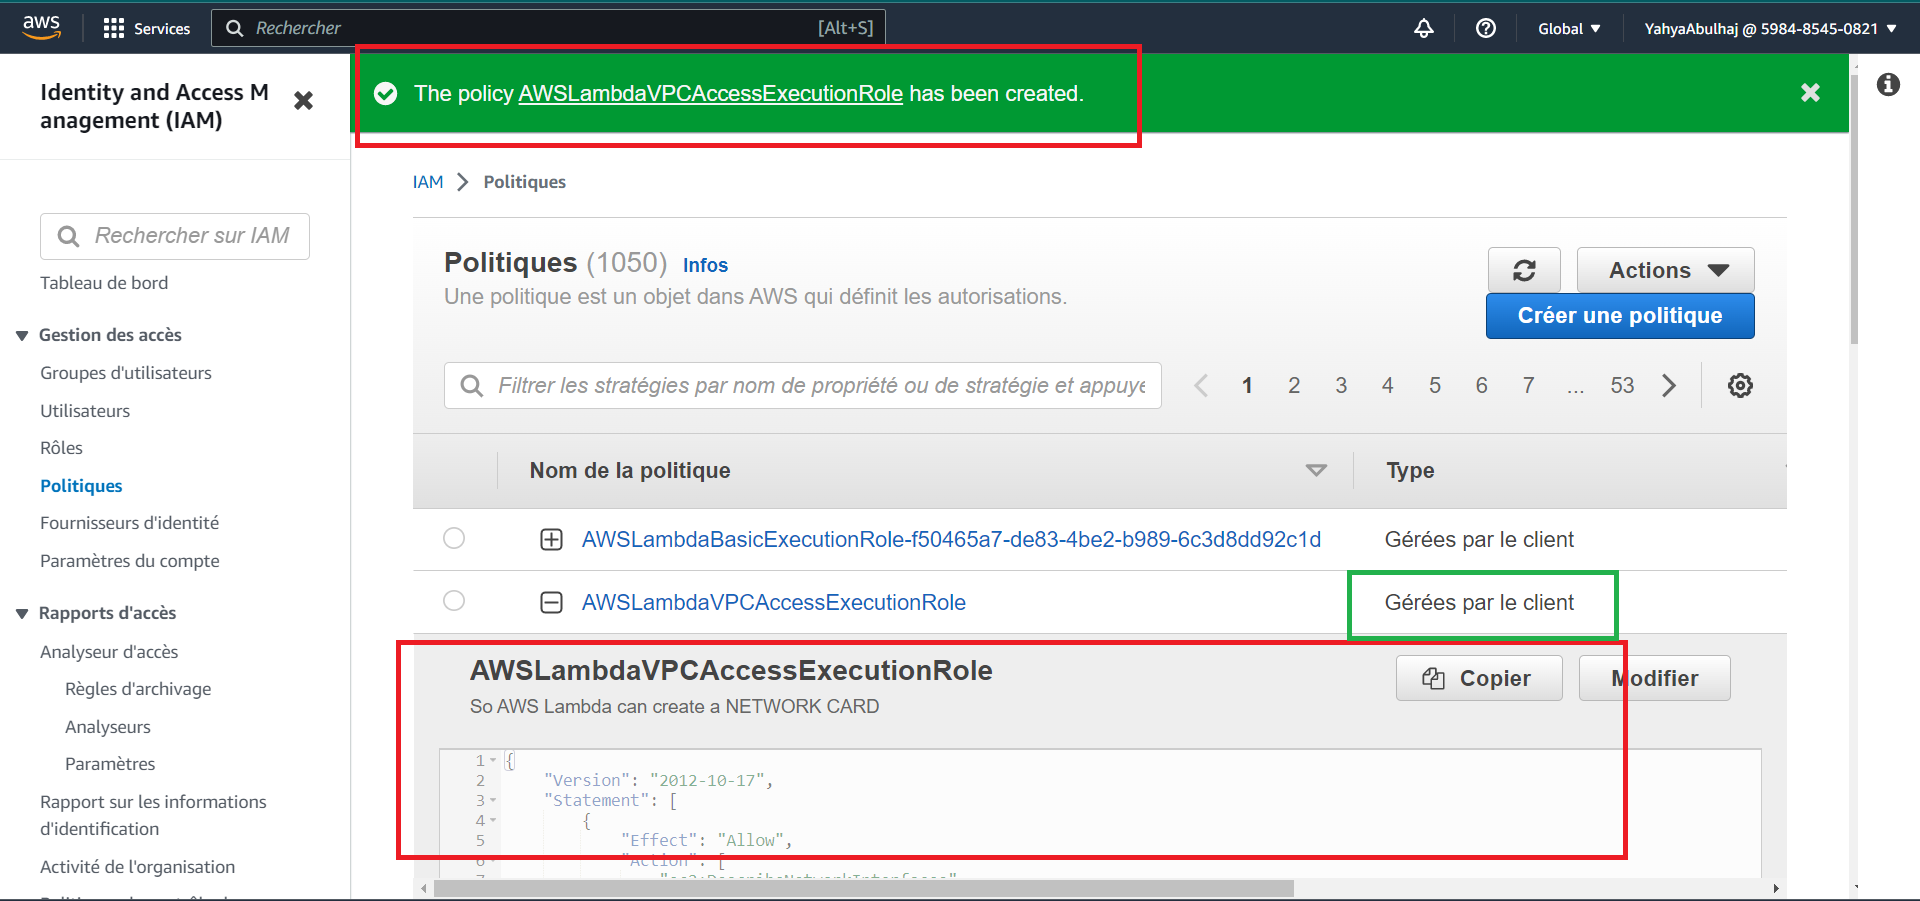 aws
Services
Rechercher
[Alt+S]
Global
YahyaAbulhaj @ 5984-8545-0821
Identity and Access M
anagement (IAM)
Rechercher sur IAM
Tableau de bord
Gestion des accès
Groupes d'utilisateurs
Utilisateurs
Rôles
Politiques
Fournisseurs d'identité
Paramètres du compte
Rapports d'accès
Analyseur d'accès
Règles d'archivage
Analyseurs
Paramètres
Rapport sur les informations
d'identification
Activité de l'organisation
The policy AWSLambdaVPCAccessExecutionRole has been created.
IAM
Politiques
Politiques (1050) Infos
Une politique est un objet dans AWS qui définit les autorisations.
Actions
Créer une politique
Filtrer les stratégies par nom de propriété ou de stratégie et appuye
1 2 3 4 5 6 7 ... 53
Nom de la politique
Type
AWSLambdaBasicExecutionRole-f50465a7-de83-4be2-b989-6c3d8dd92c1d
Gérées par le client
AWSLambdaVPCAccessExecutionRole
Gérées par le client
AWSLambdaVPCAccessExecutionRole
So AWS Lambda can create a NETWORK CARD
Copier
Modifier
1 {
2 "Version": "2012-10-17",
3 "Statement": [
4 {
5 "Effect": "Allow",
6 "Action": [
7 "ec2:DescribeNetworkInterfaces"